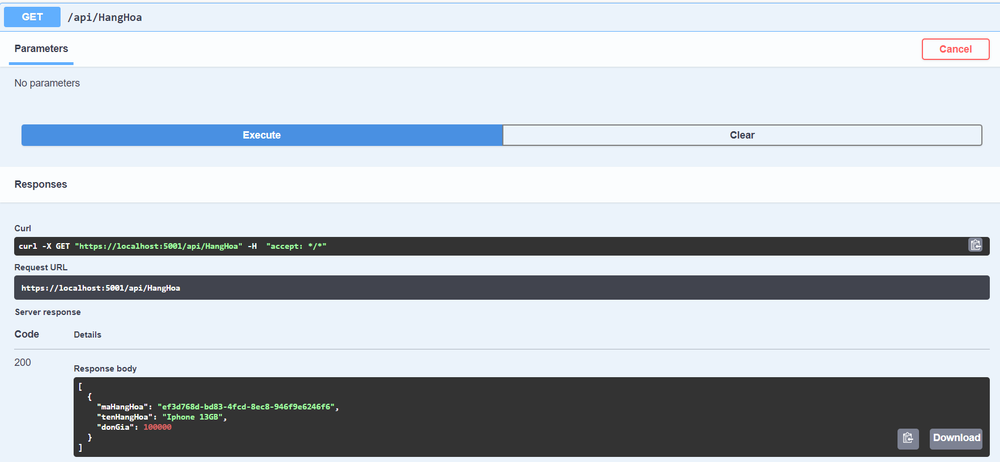 GET /api/HangHoa
Parameters
Cancel
No parameters
Execute
Clear
Responses
Curl
curl -X GET "https://localhost:5001/api/HangHoa" -H  "accept: */*"
Request URL
https://localhost:5001/api/HangHoa
Server response
Code
Details
200
Response body
[
  {
    "maHangHoa": "ef3d768d-bd83-4fcd-8ec8-946f9e6246f6",
    "tenHangHoa": "Iphone 13GB",
    "donGia": 100000
  }
]
Download